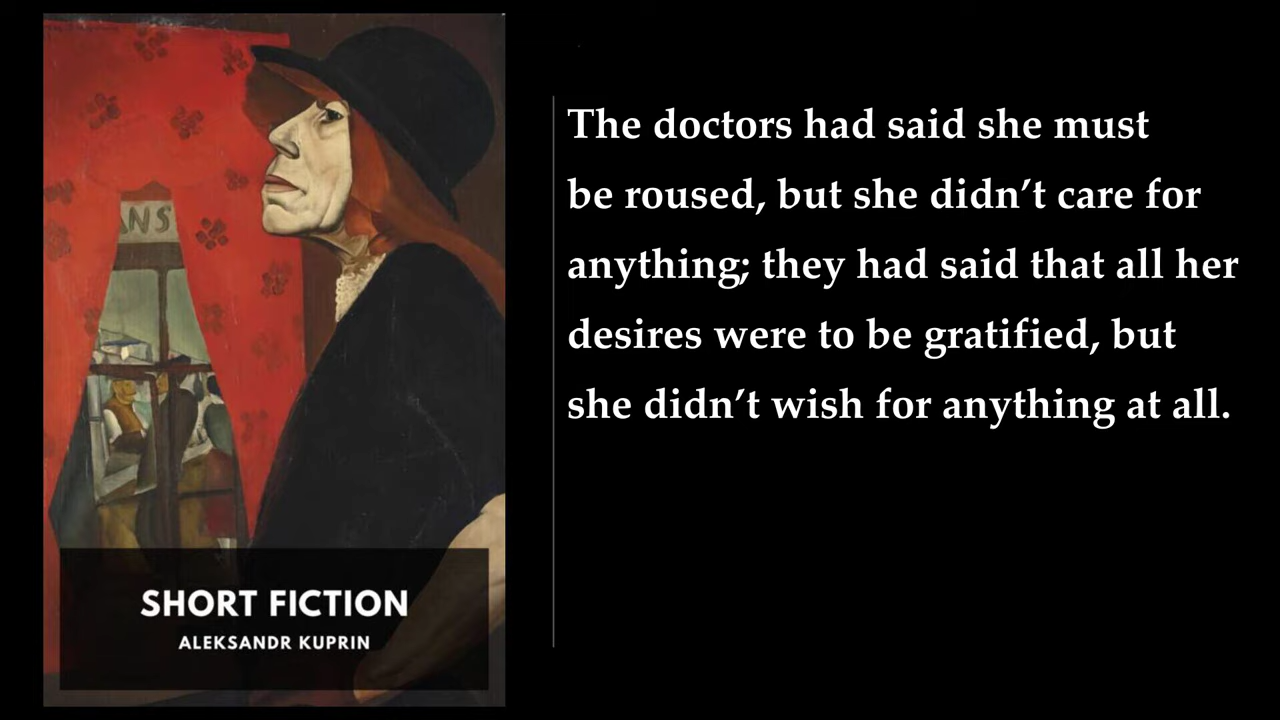 ANS
SHORT FICTION
ALEKSANDR KUPRIN
The doctors had said she must
be roused, but she didn’t care for
anything; they had said that all her
desires were to be gratified, but
she didn’t wish for anything at all.